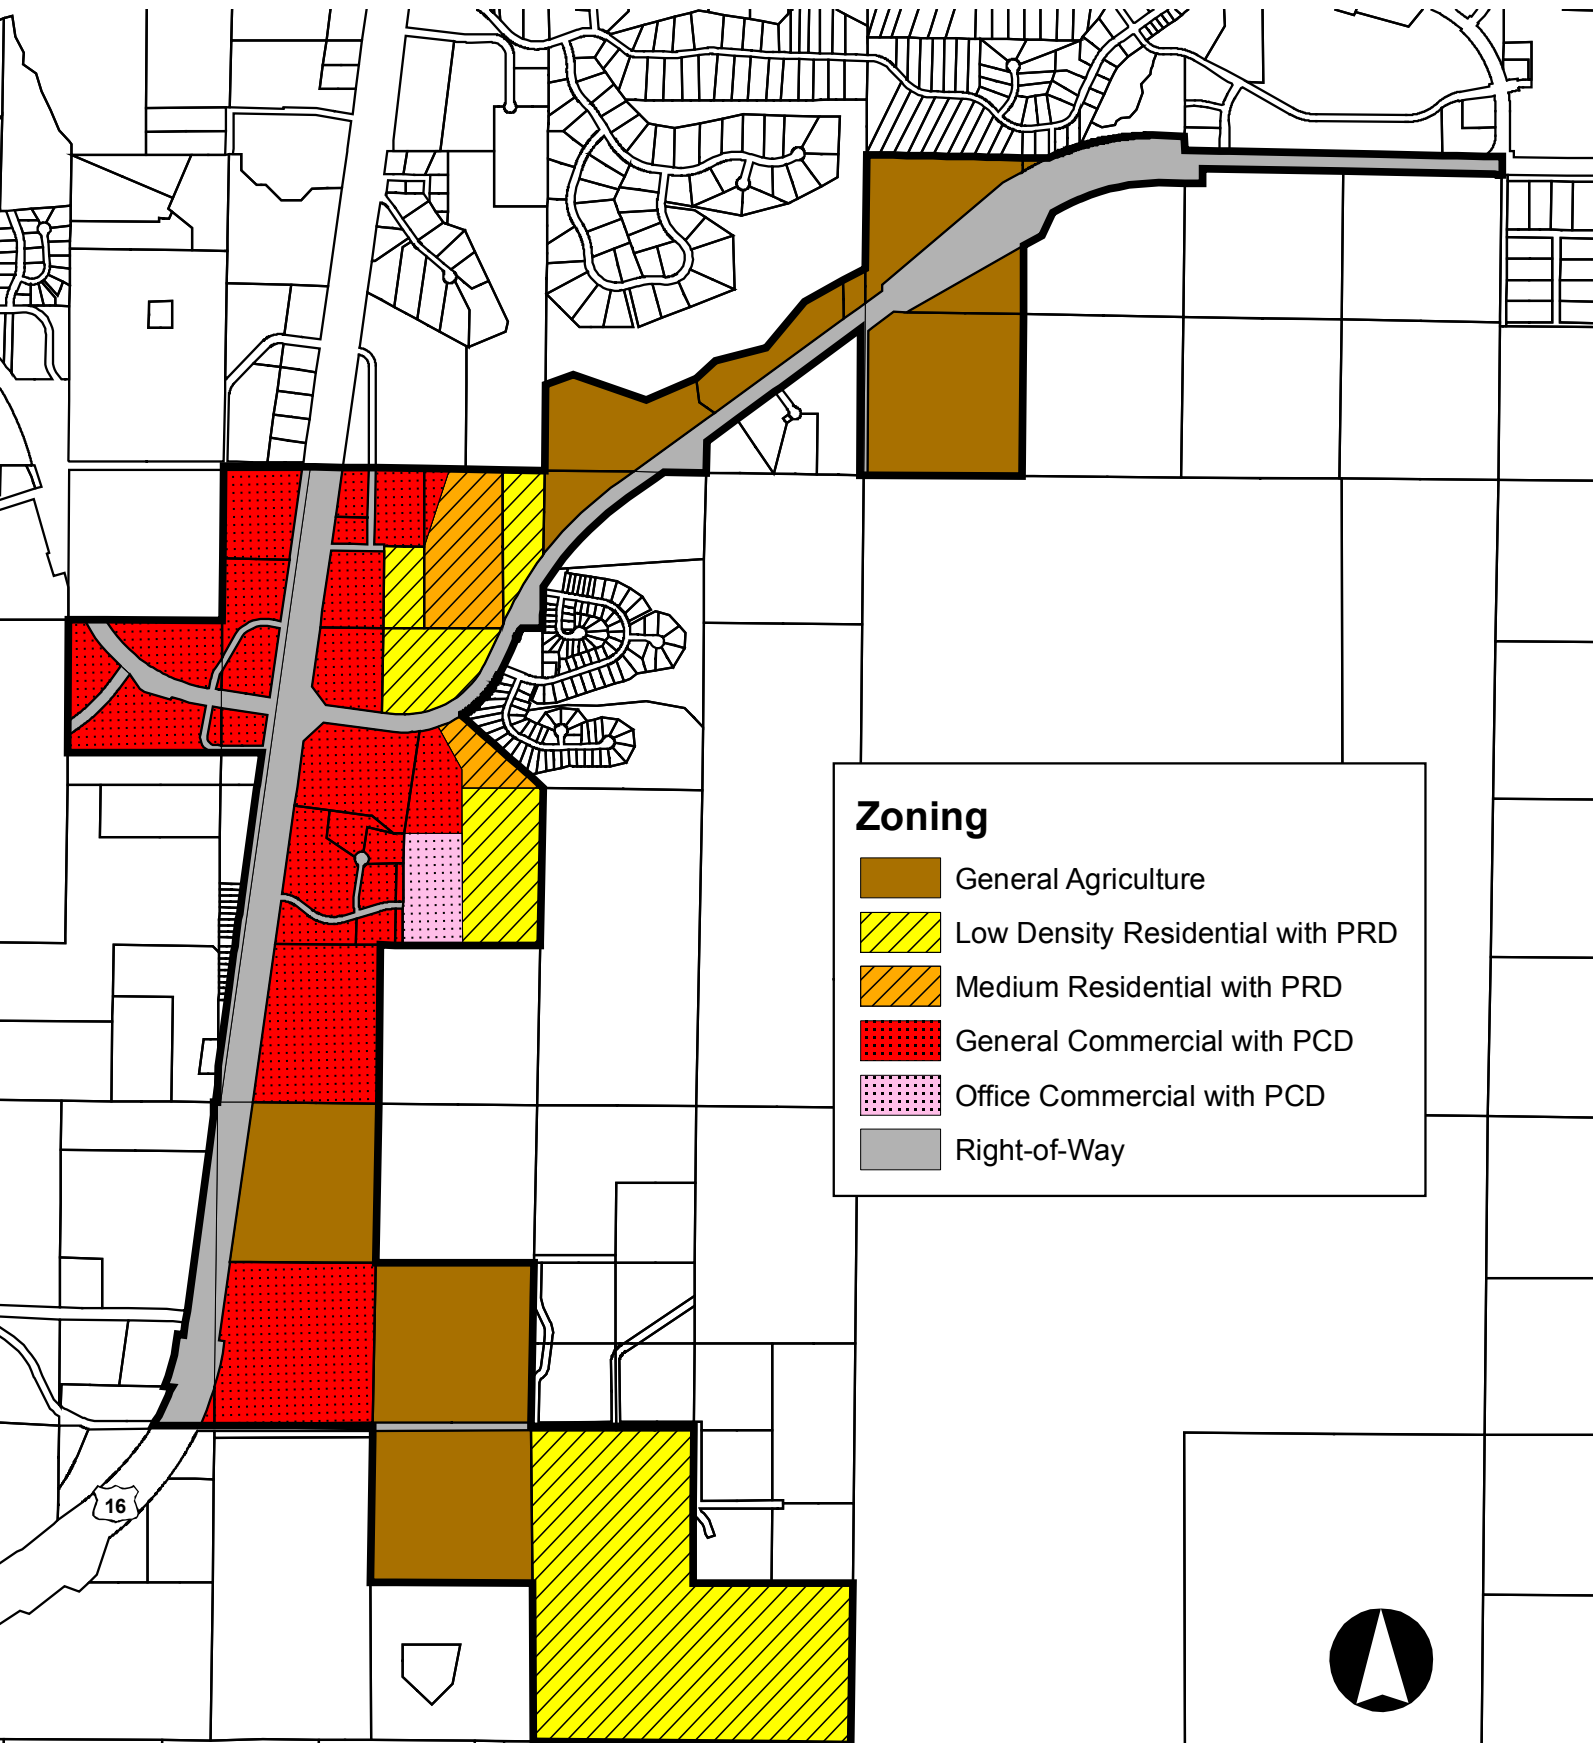 Zoning
General Agriculture
Low Density Residential with PRD
Medium Residential with PRD
General Commercial with PCD
Office Commercial with PCD
Right-of-Way
16